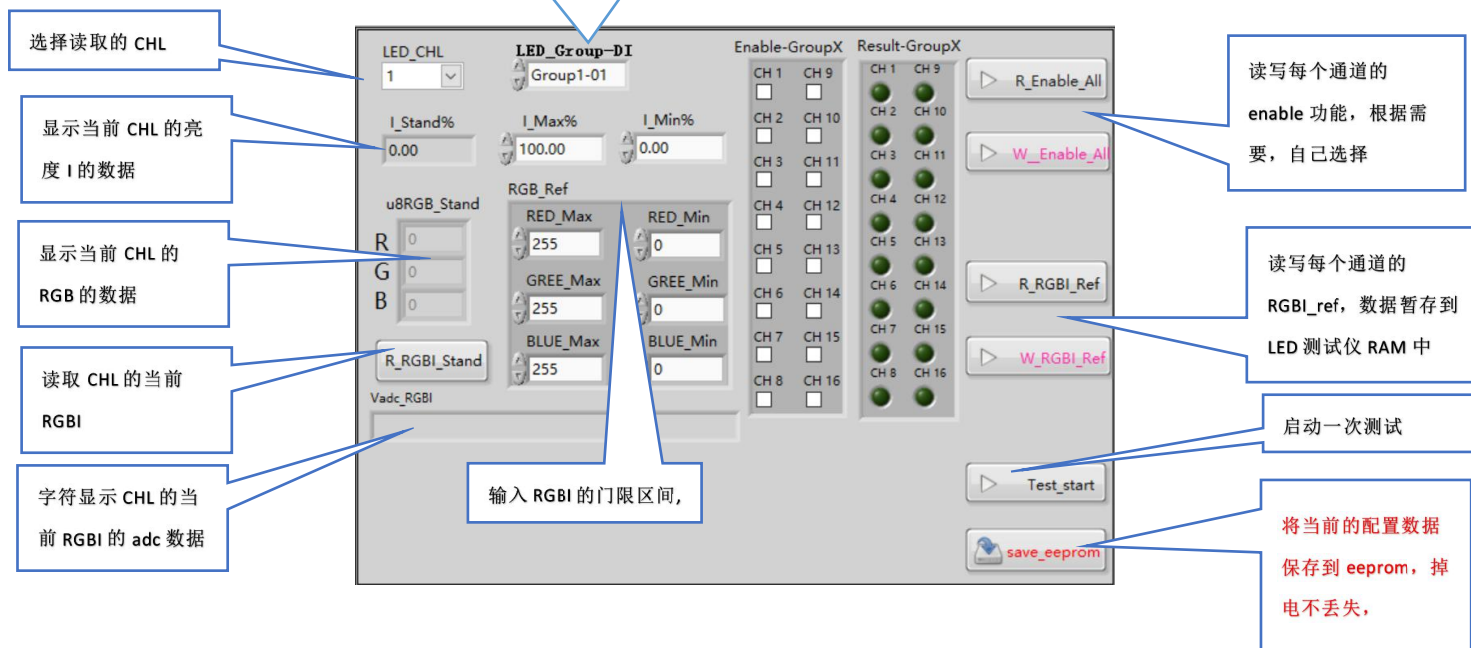 选择读取的 CHL
显示当前 CHL 的亮
度 I 的数据
显示当前 CHL 的
RGB 的数据
读取 CHL 的当前
RGBI
字符显示 CHL 的当
前 RGBI 的 adc 数据
LED_CHL
1
LED_Group-DI
Group1-01
I_Stand%
0.00
I_Max%
100.00
I_Min%
0.00
u8RGB_Stand
R 0
G 0
B 0
R_RGBI_Stand
RGB_Ref
RED_Max
255
RED_Min
0
GREE_Max
255
GREE_Min
0
BLUE_Max
255
BLUE_Min
0
Vadc_RGBI
输入 RGBI 的门限区间,
Enable-GroupX
CH 1 CH 9
CH 2 CH 10
CH 3 CH 11
CH 4 CH 12
CH 5 CH 13
CH 6 CH 14
CH 7 CH 15
CH 8 CH 16
Result-GroupX
CH 1 CH 9
CH 2 CH 10
CH 3 CH 11
CH 4 CH 12
CH 5 CH 13
CH 6 CH 14
CH 7 CH 15
CH 8 CH 16
R_Enable_All
W__Enable_All
R_RGBI_Ref
W_RGBI_Ref
Test_start
save_eeprom
读写每个通道的
enable 功能，根据需
要，自己选择
读写每个通道的
RGBI_ref，数据暂存到
LED 测试仪 RAM 中
启动一次测试
将当前的配置数据
保存到 eeprom，掉
电不丢失，